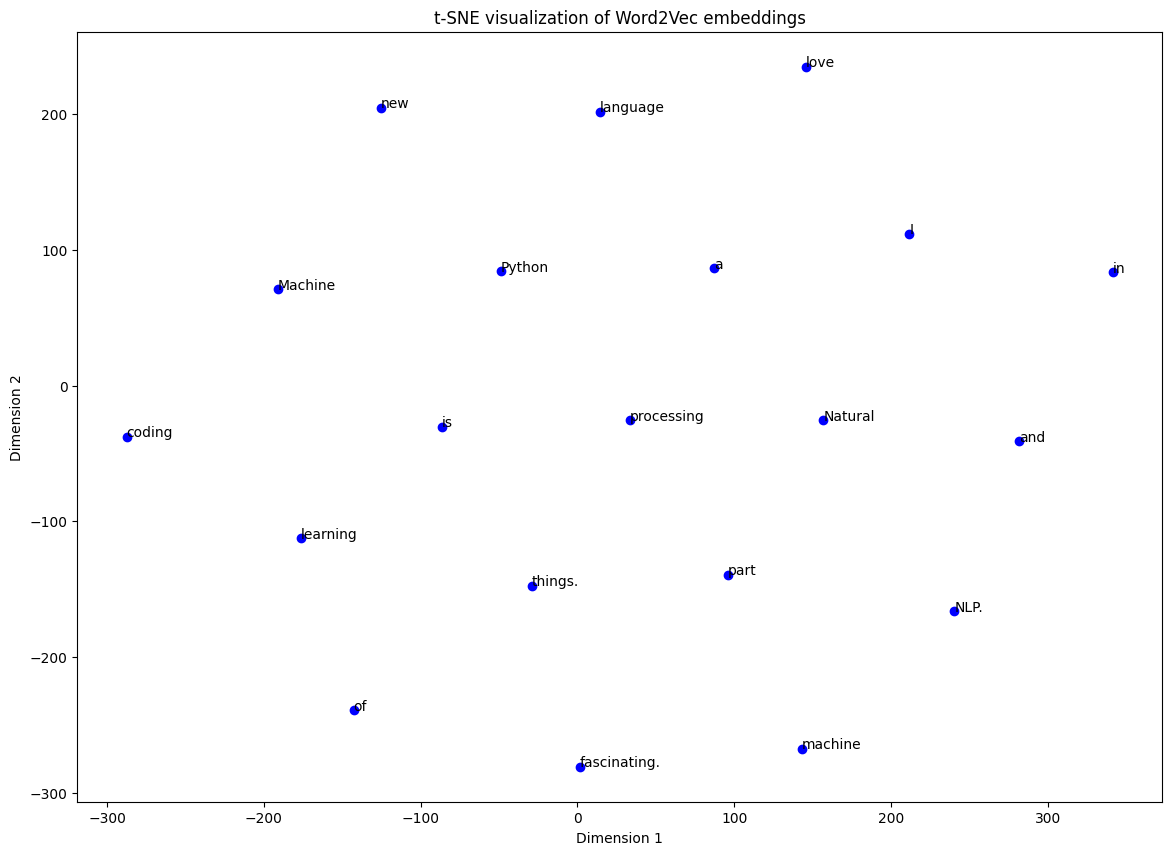 t-SNE visualization of Word2Vec embeddings
love
new
language
200
I
100
Python
a
in
Machine
0
processing
Natural
is
coding
and
Dimension 2
−100
learning
part
things.
NLP.
−200
of
machine
fascinating.
−300
−300 −200 −100 0 100 200 300
Dimension 1